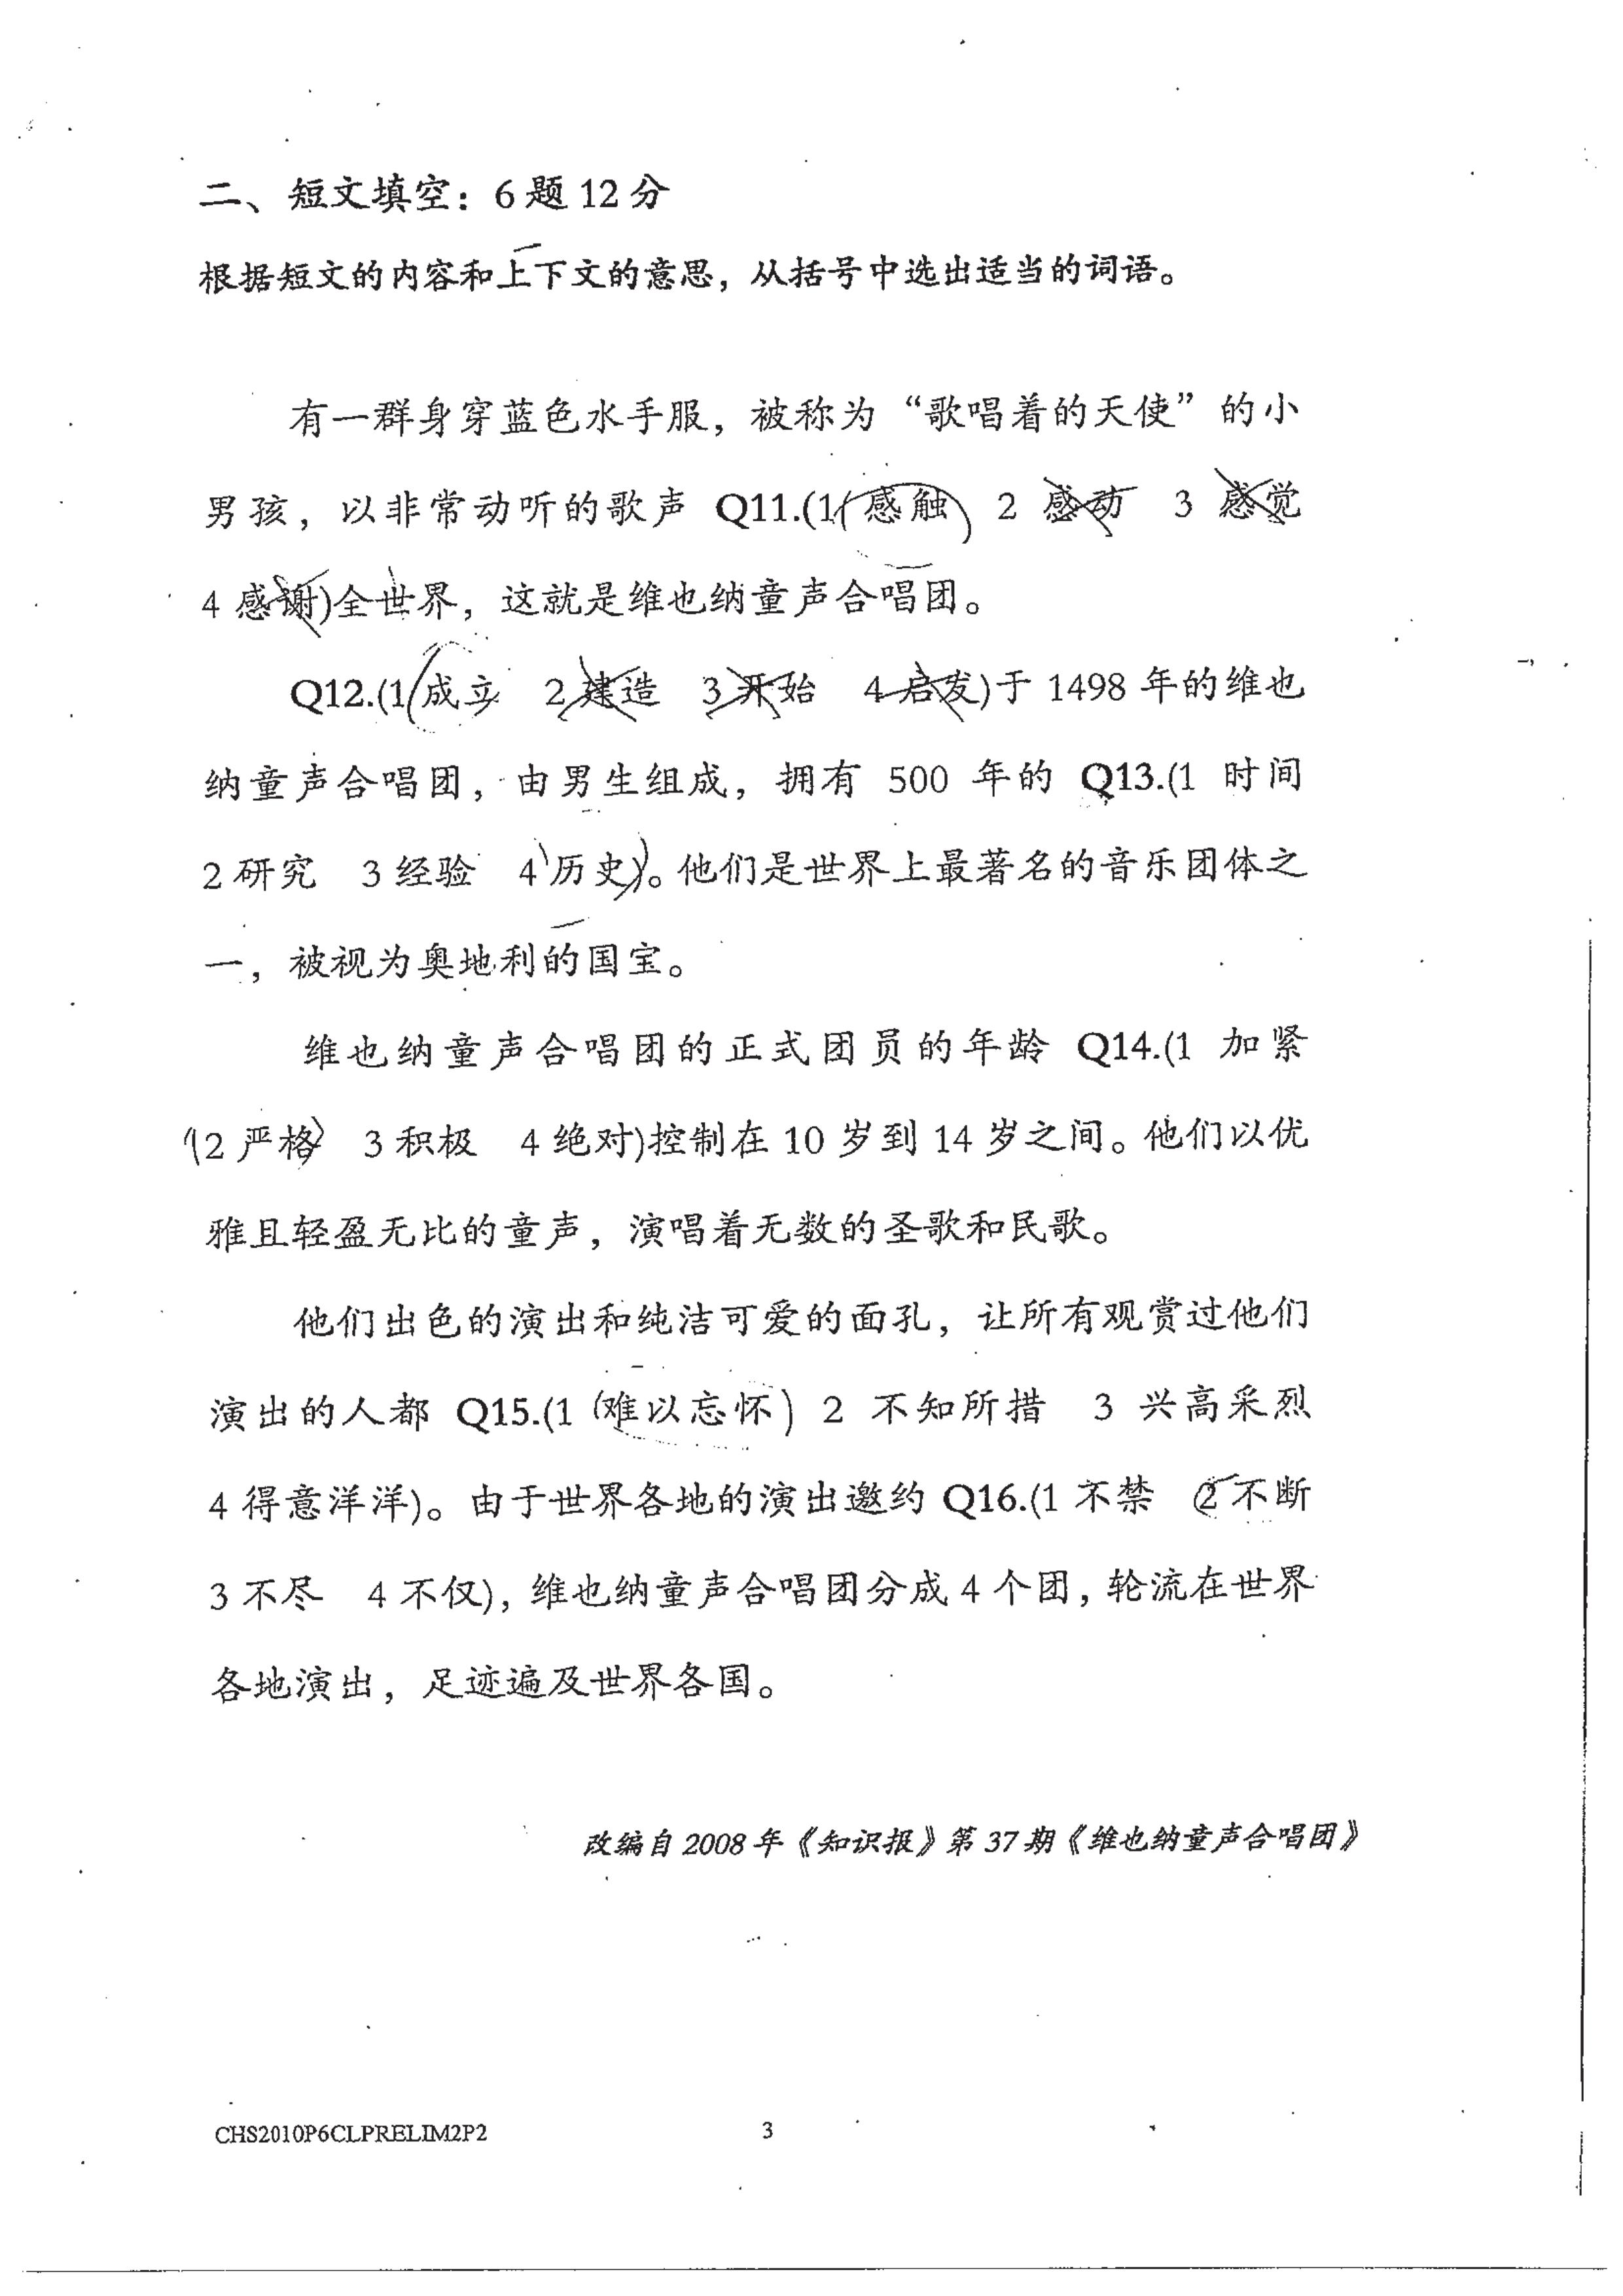 二、短文填空：6题12分
根据短文的内容和上下文的意思，从括号中选出适当的词语。
有一群身穿蓝色水手服，被称为“歌唱着的天使”的小
男孩，以非常动听的歌声 Q11.(1 感触 2 感动 3 感觉
4 感谢)全世界，这就是维也纳童声合唱团。
Q12.(1 成立 2 建造 3 开始 4 启发)于 1498 年的维也
纳童声合唱团，由男生组成，拥有 500 年的 Q13.(1 时间
2 研究 3 经验 4 历史)。他们是世界上最著名的音乐团体之
一，被视为奥地利的国宝。
维也纳童声合唱团的正式团员的年龄 Q14.(1 加紧
2 严格 3 积极 4 绝对)控制在 10 岁到 14 岁之间。他们以优
雅且轻盈无比的童声，演唱着无数的圣歌和民歌。
他们出色的演出和纯洁可爱的面孔，让所有观赏过他们
演出的人都 Q15.(1 难以忘怀 2 不知所措 3 兴高采烈
4 得意洋洋)。由于世界各地的演出邀约 Q16.(1 不禁 2 不断
3 不尽 4 不仅)，维也纳童声合唱团分成 4 个团，轮流在世界
各地演出，足迹遍及世界各国。
改编自 2008 年《知识报》第 37 期《维也纳童声合唱团》
CHS2010P6CLPRELIM2P2 3